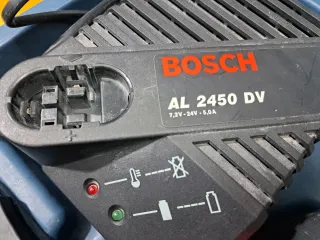 BOSCH
AL 2450 DV
7,2V - 24V - 5,0A